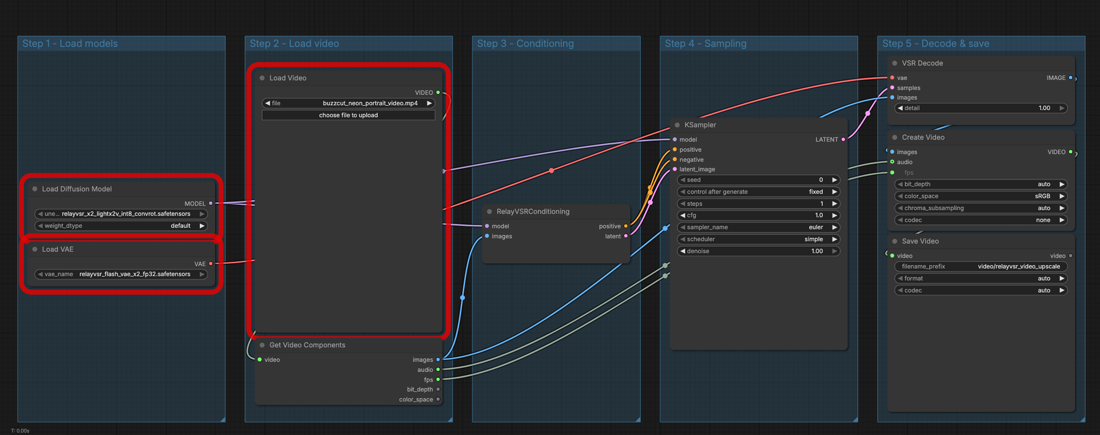 Step 1 - Load models
Load Diffusion Model
MODEL
une... relayvsr_x2_lightx2v_int8_convrot.safetensors
weight_dtype default
Load VAE
VAE
vae_name relayvsr_flash_vae_x2_fp32.safetensors
Step 2 - Load video
Load Video
VIDEO
file buzzcut_neon_portrait_video.mp4
choose file to upload
Get Video Components
video images
audio
fps
bit_depth
color_space
Step 3 - Conditioning
RelayVSRConditioning
model positive
images latent
Step 4 - Sampling
KSampler
model LATENT
positive
negative
latent_image
seed 0
control after generate fixed
steps 1
cfg 1.0
sampler_name euler
scheduler simple
denoise 1.00
Step 5 - Decode & save
VSR Decode
vae IMAGE
samples
images
detail 1.00
Create Video
images VIDEO
audio
fps
bit_depth auto
color_space sRGB
chroma_subsampling auto
codec none
Save Video
video video
filename_prefix video/relayvsr_video_upscale
format auto
codec auto
T: 0.00s